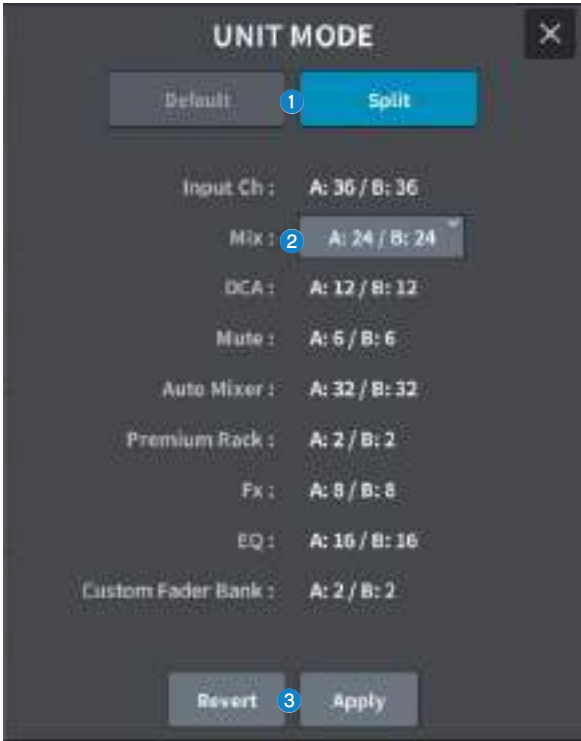 UNIT MODE ×
Default 1 Split
Input Ch : A: 36 / B: 36
Mix : 2 A: 24 / B: 24
DCA : A: 12 / B: 12
Mute : A: 6 / B: 6
Auto Mixer : A: 32 / B: 32
Premium Rack : A: 2 / B: 2
Fx : A: 8 / B: 8
EQ : A: 16 / B: 16
Custom Fader Bank : A: 2 / B: 2
Revert 3 Apply